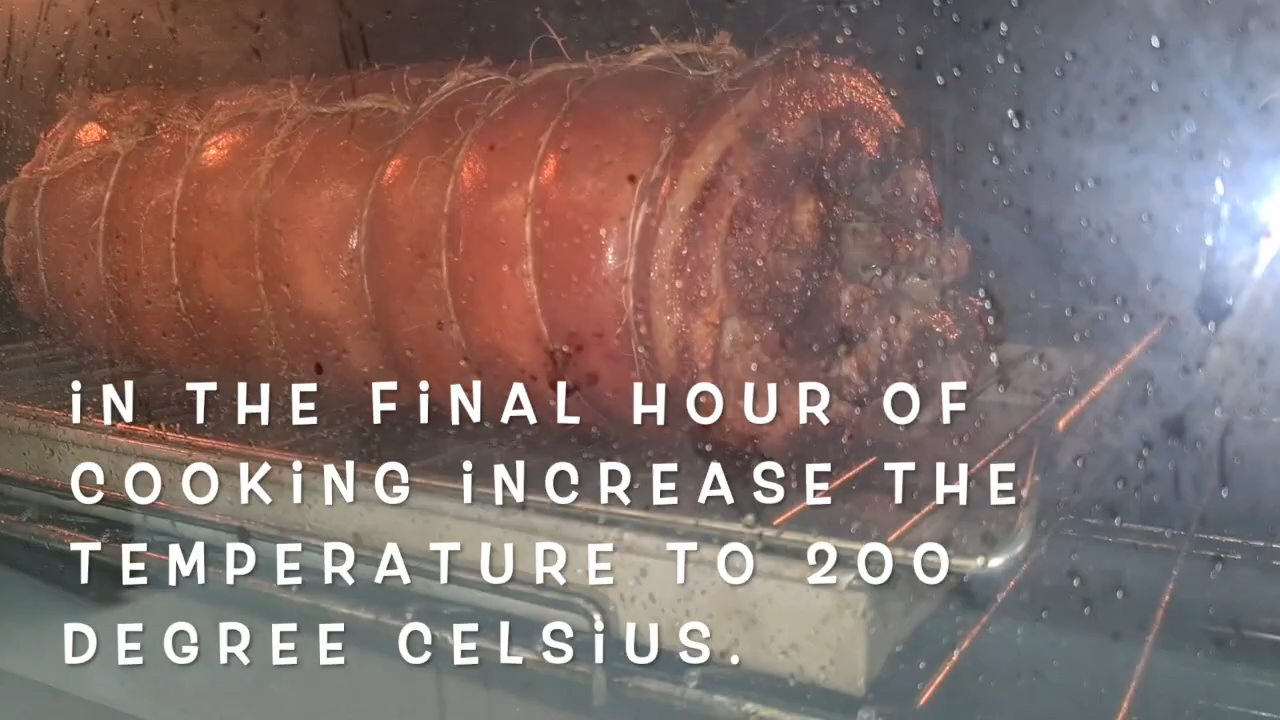 iN THE FiNAL HOUR OF
COOKiNG iNCREASE THE
TEMPERATURE TO 200
DEGREE CELSiUS.